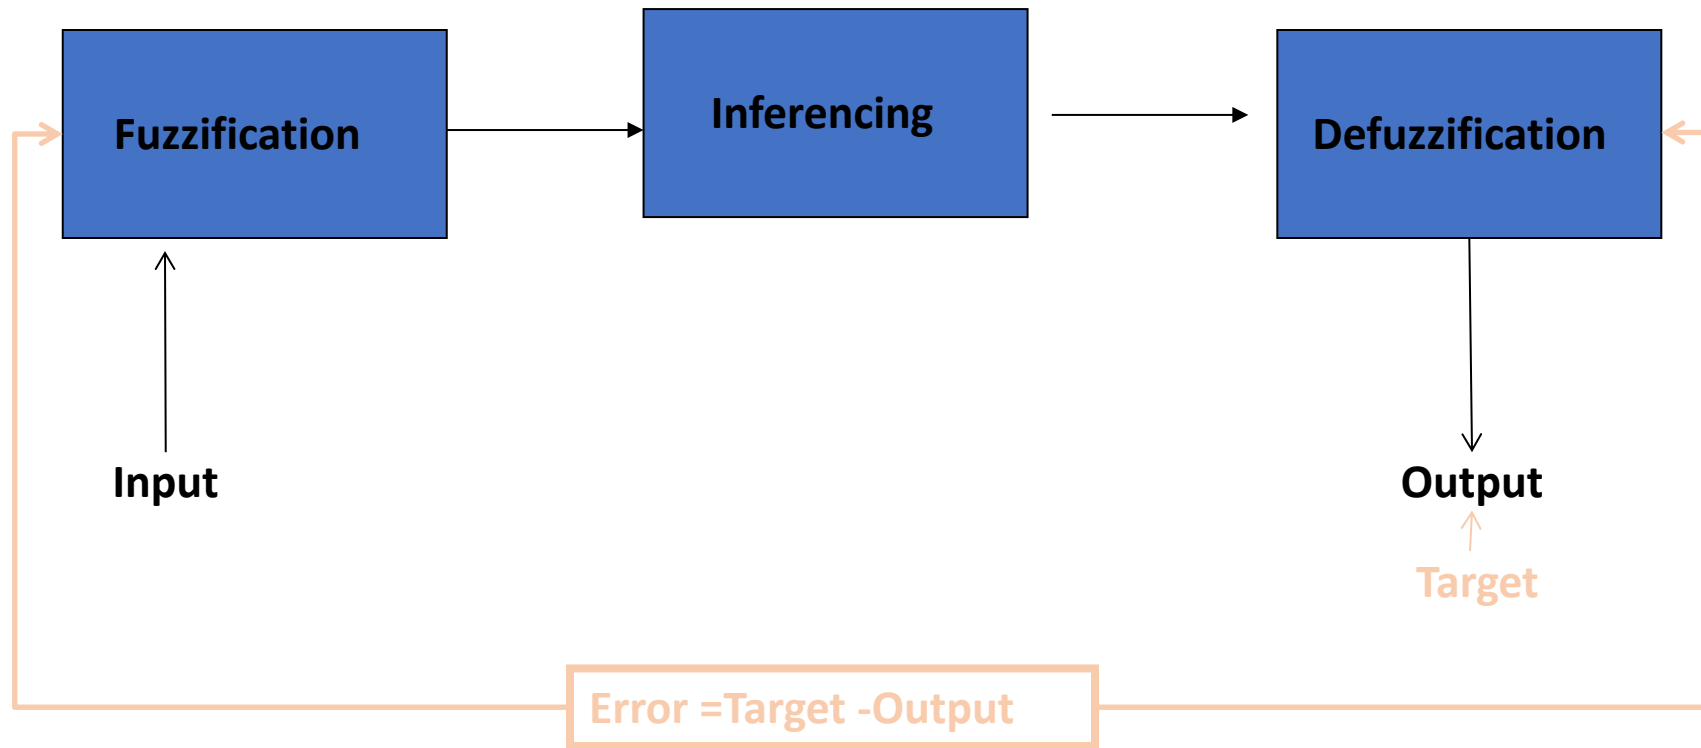 Fuzzification
Inferencing
Defuzzification
Input
Output
Target
Error =Target -Output